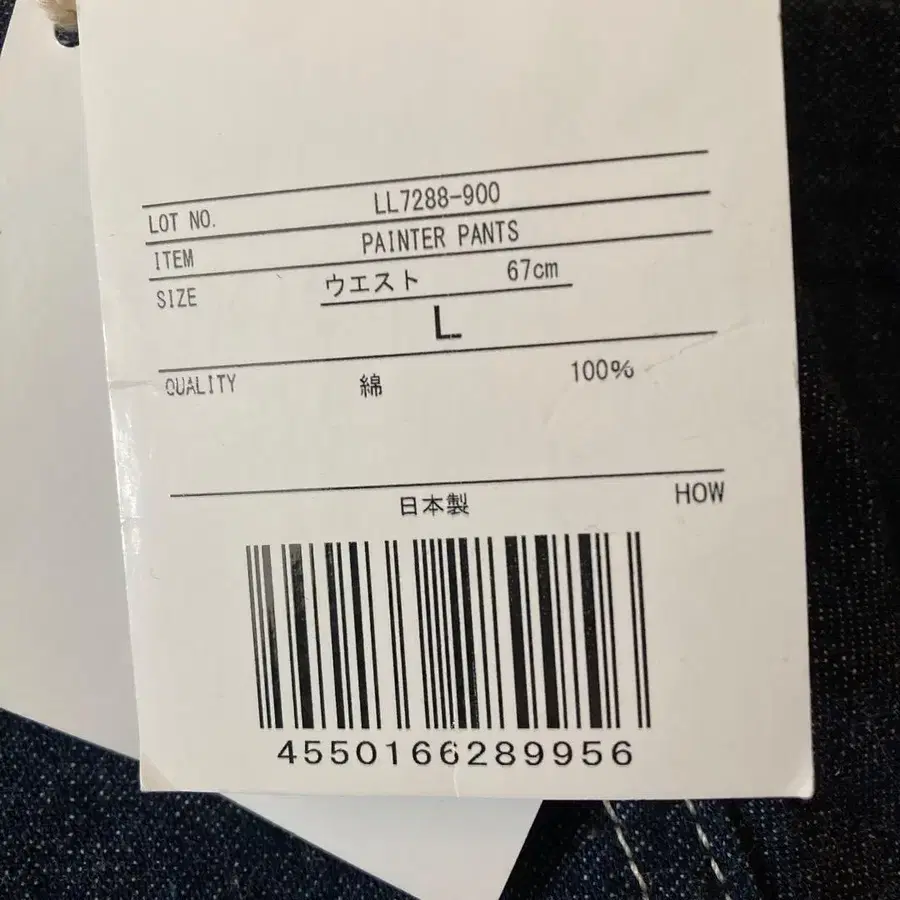 LOT NO. LL7288-900
ITEM PAINTER PANTS
SIZE ウエスト 67cm
L
QUALITY 綿 100%
日本製 HOW
4550166289956